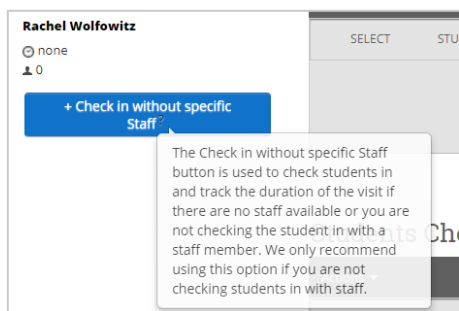 Rachel Wolfowitz
none
0
+ Check in without specific
Staff ?
SELECT
STU
The Check in without specific Staff
button is used to check students in
and track the duration of the visit if
there are no staff available or you are
not checking the student in with a
staff member. We only recommend
using this option if you are not
checking students in with staff.
Students Che